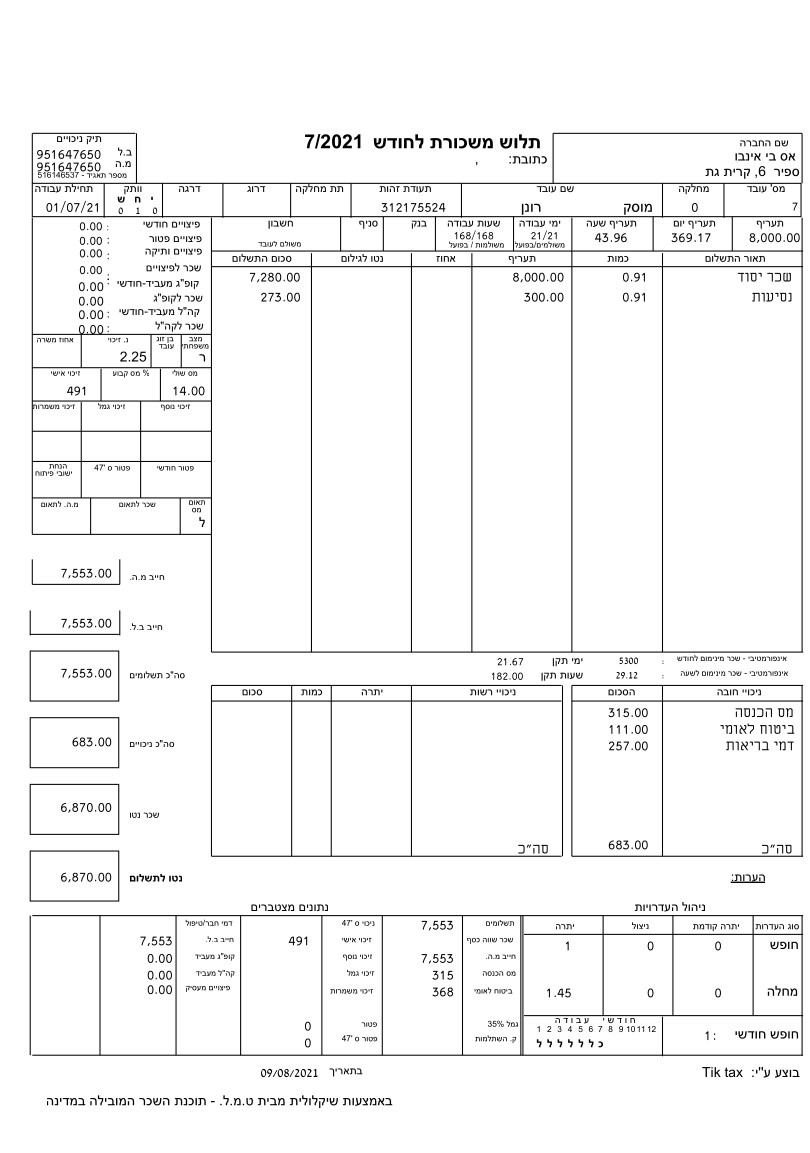 תלוש משכורת לחודש 7/2021
כתובת: ,
שם החברה
אס בי אינבו
ספיר 6, קרית גת
תיק ניכויים
ב.ל 951647650
מ.ה 951647650
מספר תאגיד - 516146537
מס' עובד מחלקה שם עובד תעודת זהות תת מחלקה דרוג דרגה וותק תחילת עבודה
י ח ש
7 0 מוסק רונן 312175524 0 1 0 01/07/21
תעריף תעריף יום תעריף שעה ימי עבודה שעות עבודה בנק סניף חשבון
8,000.00 369.17 43.96 21/21 168/168
משולמים/בפועל משולמות / בפועל משולם לעובד
תאור התשלום כמות תעריף אחוז נטו לגילום סכום התשלום
שכר יסוד 0.91 8,000.00 7,280.00
נסיעות 0.91 300.00 273.00
פיצויים חודשי : 0.00
פיצויים פטור : 0.00
פיצויים ותיקה : 0.00
שכר לפיצויים : 0.00
קופ"ג מעביד-חודשי : 0.00
שכר לקופ"ג 0.00
קה"ל מעביד-חודשי : 0.00
שכר לקה"ל : 0.00
מצב משפחתי בן זוג עובד נ. זיכוי אחוז משרה
ר 2.25
מס שולי % מס קבוע זיכוי אישי
14.00 491
זיכוי נוסף זיכוי גמל זיכוי משמרות
פטור חודשי פטור ס '47 הנחת ישובי פיתוח
תאום מס שכר לתאום מ.ה. לתאום
ל
חייב מ.ה. 7,553.00
חייב ב.ל. 7,553.00
סה"כ תשלומים 7,553.00
סה"כ ניכויים 683.00
שכר נטו 6,870.00
נטו לתשלום 6,870.00
אינפורמטיבי - שכר מינימום לחודש : 5300 ימי תקן 21.67
אינפורמטיבי - שכר מינימום לשעה : 29.12 שעות תקן 182.00
ניכויי חובה הסכום ניכויי רשות יתרה כמות סכום
מס הכנסה 315.00
ביטוח לאומי 111.00
דמי בריאות 257.00
סה״כ 683.00 סה״כ
הערות:
ניהול העדרויות
סוג העדרות יתרה קודמת ניצול יתרה
חופש 0 0 1
מחלה 0 0 1.45
חופש חודשי : 1
חודשי עבודה
1 2 3 4 5 6 7 8 9 10 11 12
כ ל ל ל ל ל ל
נתונים מצטברים
תשלומים 7,553 ניכוי ס '47 דמי חבר/טיפול
שכר שווה כסף זיכוי אישי 491 חייב ב.ל. 7,553
חייב מ.ה. 7,553 זיכוי נוסף קופ"ג מעביד 0.00
מס הכנסה 315 זיכוי גמל קה"ל מעביד 0.00
ביטוח לאומי 368 זיכוי משמרות פיצויים מעסיק 0.00
גמל 35% פטור 0
ק. השתלמות פטור ס '47 0
בוצע ע"י: Tik tax
בתאריך 09/08/2021
באמצעות שיקלולית מבית ט.מ.ל. - תוכנת השכר המובילה במדינה